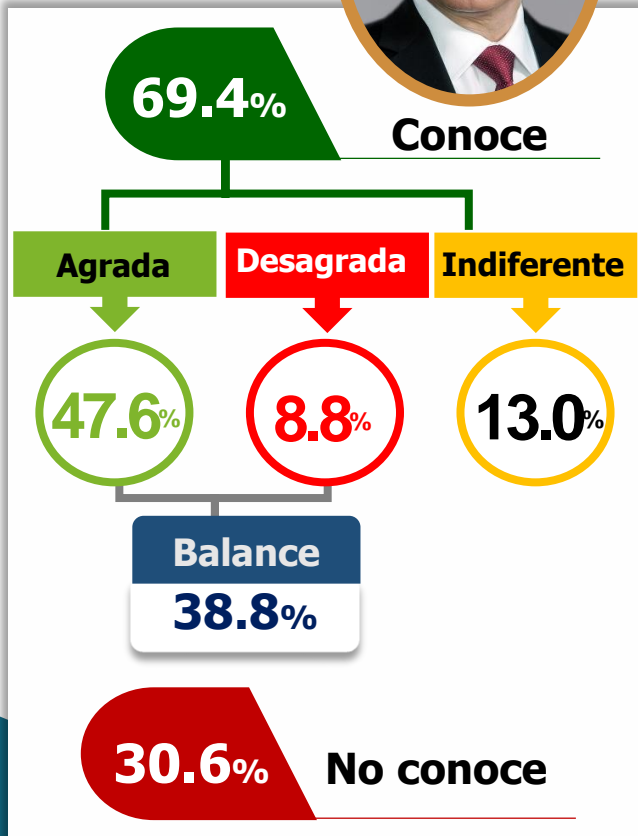 69.4%
Conoce
Agrada
Desagrada
Indiferente
47.6%
8.8%
13.0%
Balance
38.8%
30.6%
No conoce